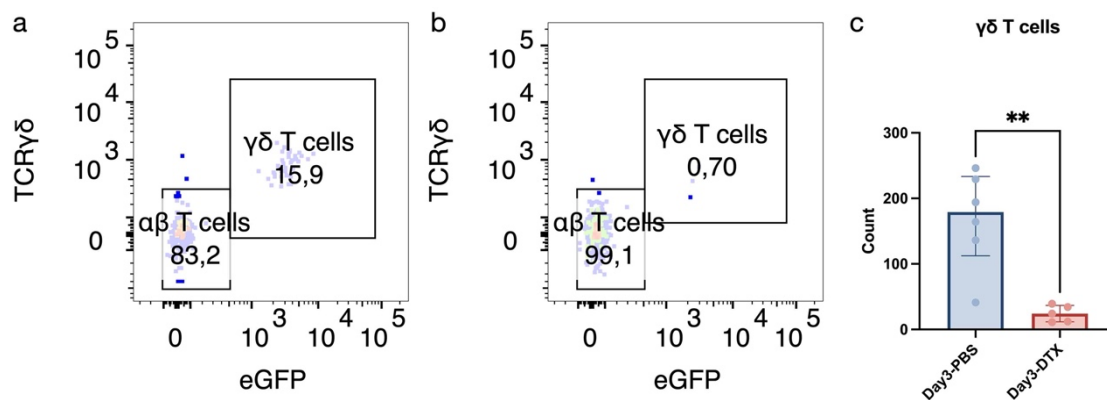 a
10 5
10 4
10 3
0
TCRγδ
γδ T cells
15,9
αβ T cells
83,2
0
10 3
10 4
10 5
eGFP
b
10 5
10 4
10 3
0
TCRγδ
γδ T cells
0,70
αβ T cells
99,1
0
10 3
10 4
10 5
eGFP
c
γδ T cells
**
300
200
100
0
Count
Day3-PBS
Day3-DTX